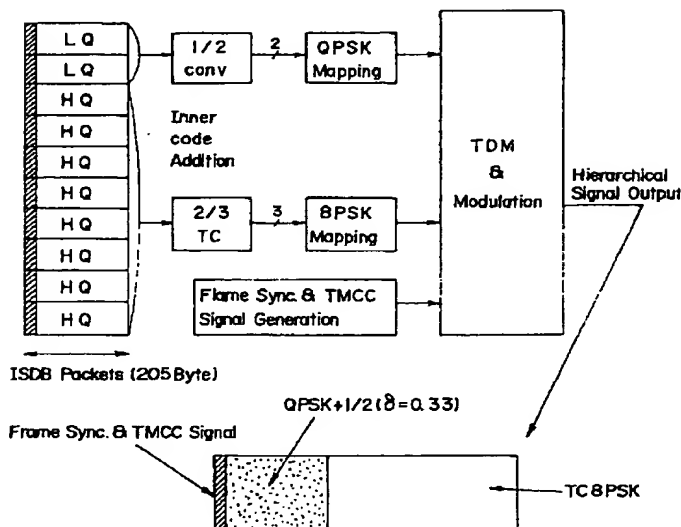 LQ
LQ
HQ
HQ
HQ
HQ
HQ
HQ
HQ
HQ
1/2
conv
2
QPSK
Mapping
Inner
code
Addition
2/3
TC
3
8PSK
Mapping
Flame Sync. & TMCC
Signal Generation
TDM
&
Modulation
Hierarchical
Signal Output
ISDB Packets (205Byte)
QPSK+1/2(δ=0.33)
Frame Sync. & TMCC Signal
TC8PSK